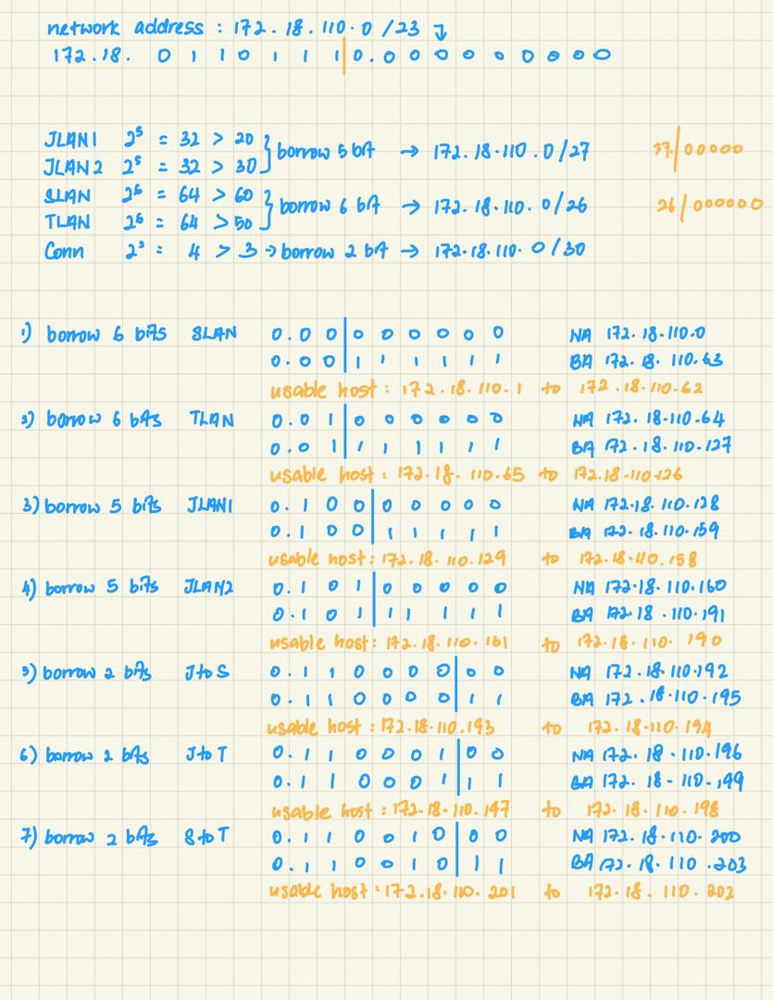 network address : 172.18.110.0 /23 ↓
172.18. 0 1 1 0 1 1 1 | 0.0 0 0 0 0 0 0 0 0
JLAN1 2^5 = 32 > 20
JLAN2 2^5 = 32 > 30 } borrow 5 bit → 172.18.110.0/27 27/00000
SLAN 2^6 = 64 > 60
TLAN 2^6 = 64 > 50 } borrow 6 bit → 172.18.110.0/26 26/000000
Conn 2^3 = 4 > 3 → borrow 2 bit → 172.18.110.0/30
1) borrow 6 bits SLAN 0.0 0 | 0 0 0 0 0 0 NA 172.18.110.0
0.0 0 | 1 1 1 1 1 1 BA 172.18.110.63
usable host : 172.18.110.1 to 172.18.110.62
2) borrow 6 bits TLAN 0.0 1 | 0 0 0 0 0 0 NA 172.18.110.64
0.0 1 | 1 1 1 1 1 1 BA 172.18.110.127
usable host : 172.18.110.65 to 172.18.110.126
3) borrow 5 bits JLAN1 0.1 0 0 | 0 0 0 0 0 NA 172.18.110.128
0.1 0 0 | 1 1 1 1 1 BA 172.18.110.159
usable host : 172.18.110.129 to 172.18.110.158
4) borrow 5 bits JLAN2 0.1 0 1 | 0 0 0 0 0 NA 172.18.110.160
0.1 0 1 | 1 1 1 1 1 BA 172.18.110.191
usable host : 172.18.110.161 to 172.18.110.190
5) borrow 2 bits J to S 0.1 1 0 0 0 0 | 0 0 NA 172.18.110.192
0.1 1 0 0 0 0 | 1 1 BA 172.18.110.195
usable host : 172.18.110.193 to 172.18.110.194
6) borrow 2 bits J to T 0.1 1 0 0 0 1 | 0 0 NA 172.18.110.196
0.1 1 0 0 0 1 | 1 1 BA 172.18-110.199
usable host : 172.18.110.197 to 172.18.110.198
7) borrow 2 bits S to T 0.1 1 0 0 1 0 | 0 0 NA 172.18.110.200
0.1 1 0 0 1 0 | 1 1 BA 172.18.110.203
usable host : 172.18.110.201 to 172.18.110.202